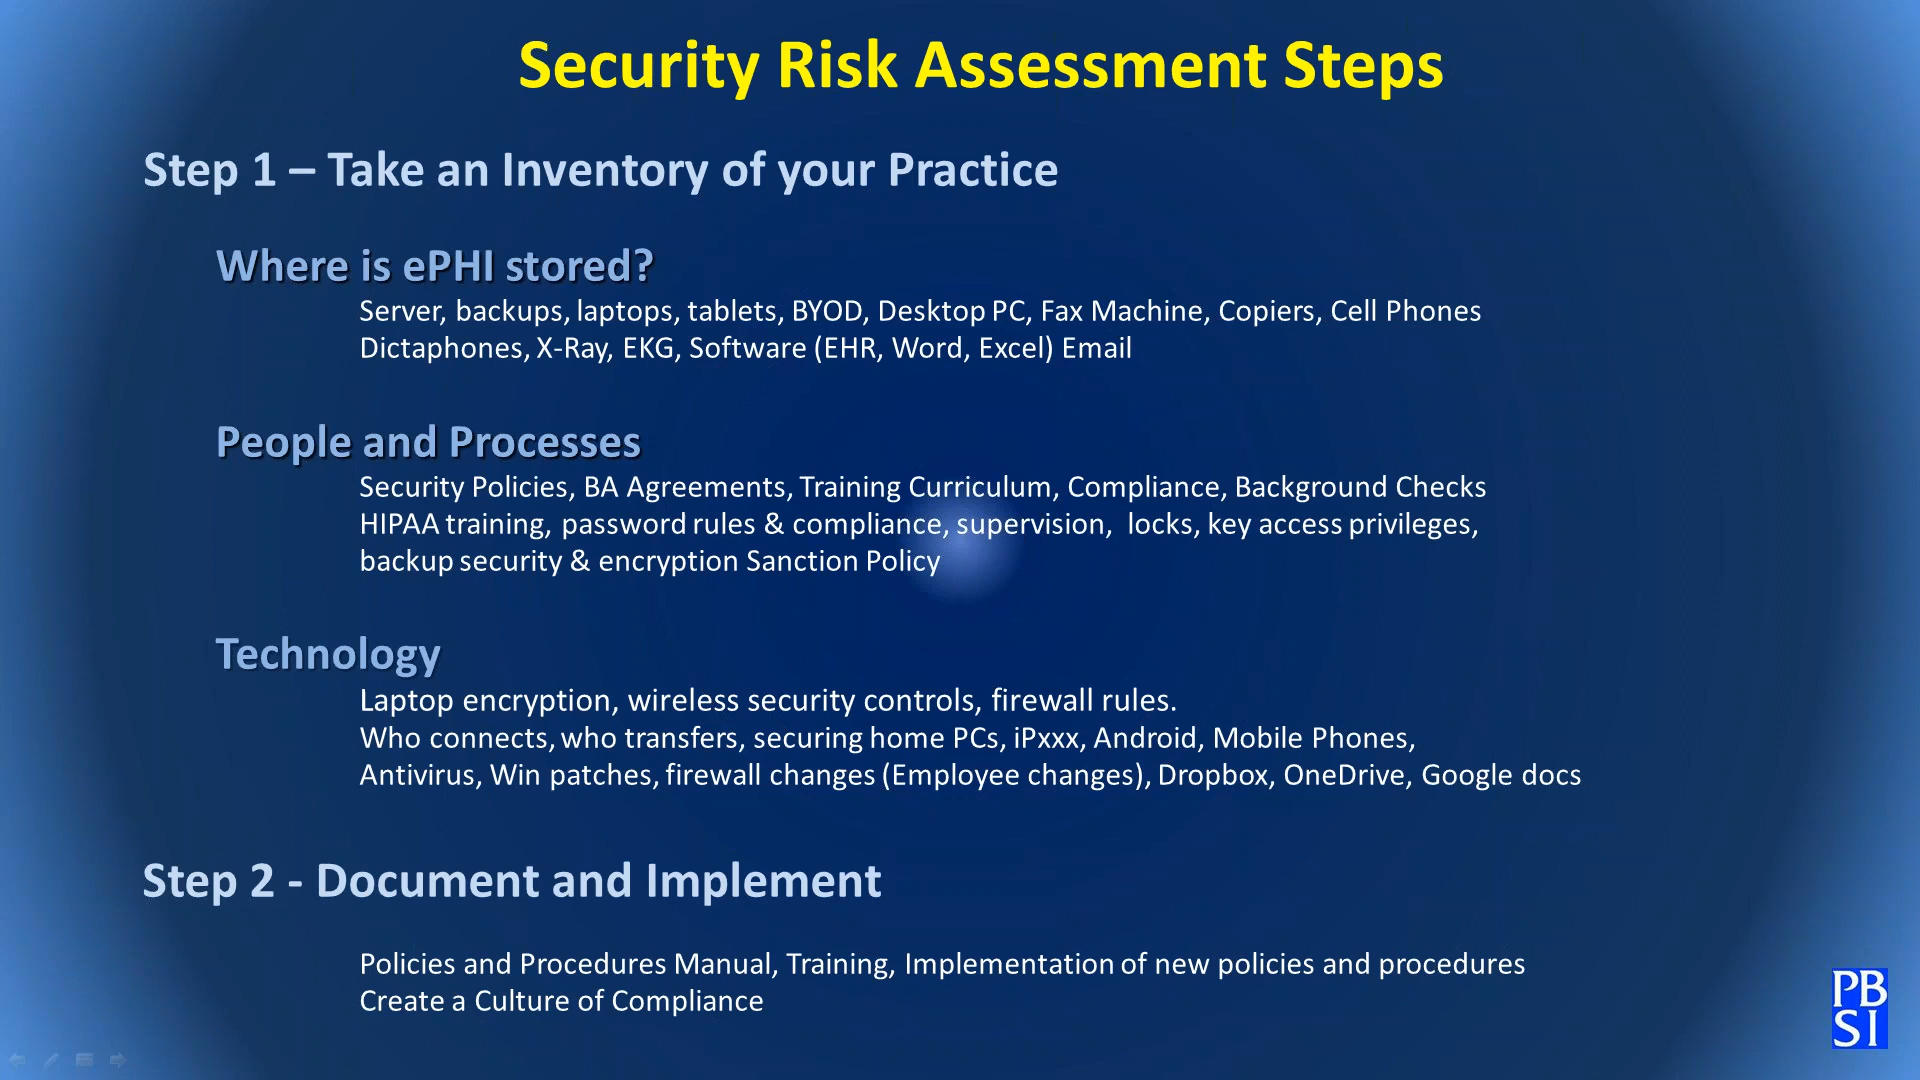 Security Risk Assessment Steps
Step 1 – Take an Inventory of your Practice
Where is ePHI stored?
Server, backups, laptops, tablets, BYOD, Desktop PC, Fax Machine, Copiers, Cell Phones
Dictaphones, X-Ray, EKG, Software (EHR, Word, Excel) Email
People and Processes
Security Policies, BA Agreements, Training Curriculum, Compliance, Background Checks
HIPAA training, password rules & compliance, supervision, locks, key access privileges,
backup security & encryption Sanction Policy
Technology
Laptop encryption, wireless security controls, firewall rules.
Who connects, who transfers, securing home PCs, iPxxx, Android, Mobile Phones,
Antivirus, Win patches, firewall changes (Employee changes), Dropbox, OneDrive, Google docs
Step 2 - Document and Implement
Policies and Procedures Manual, Training, Implementation of new policies and procedures
Create a Culture of Compliance
PB
SI